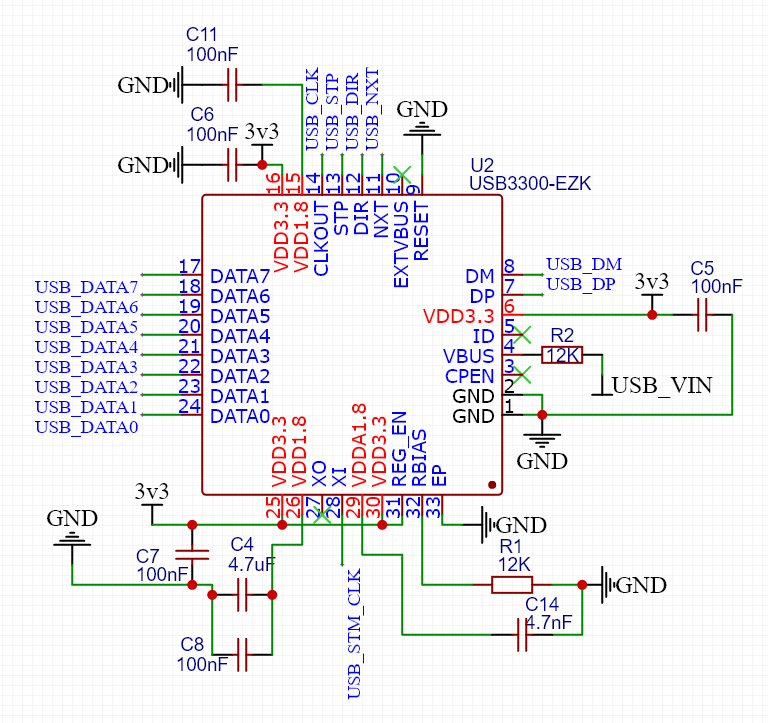 C11
100nF
GND
C6
100nF
3v3
GND
USB_CLK
USB_STP
USB_DIR
USB_NXT
GND
U2
USB3300-EZK
16
15
14
13
12
11
10
9
VDD3.3
VDD1.8
CLKOUT
STP
DIR
NXT
EXTVBUS
RESET
17
DATA7
USB_DATA7
18
DATA6
USB_DATA6
19
DATA5
USB_DATA5
20
DATA4
USB_DATA4
21
DATA3
USB_DATA3
22
DATA2
USB_DATA2
23
DATA1
USB_DATA1
24
DATA0
USB_DATA0
DM
8
USB_DM
DP
7
USB_DP
VDD3.3
6
ID
5
VBUS
4
CPEN
3
GND
2
GND
1
3v3
C5
100nF
R2
12K
USB_VIN
GND
VDD3.3
VDD1.8
XO
XI
VDDA1.8
VDD3.3
REG_EN
RBIAS
EP
25
26
27
28
29
30
31
32
33
3v3
GND
C7
100nF
C4
4.7uF
C8
100nF
USB_STM_CLK
GND
R1
12K
GND
C14
4.7nF